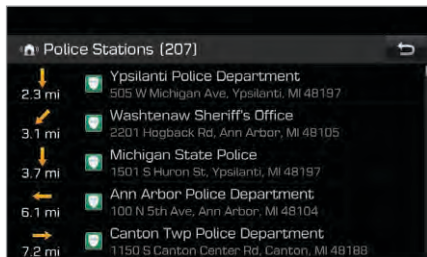 Police Stations (207)
Ypsilanti Police Department
2.3 mi
505 W Michigan Ave, Ypsilanti, MI 48197
Washtenaw Sheriff's Office
3.1 mi
2201 Hogback Rd, Ann Arbor, MI 48105
Michigan State Police
3.7 mi
1501 S Huron St, Ypsilanti, MI 48197
Ann Arbor Police Department
6.1 mi
100 N 5th Ave, Ann Arbor, MI 48104
Canton Twp Police Department
7.2 mi
1150 S Canton Center Rd, Canton, MI 48188